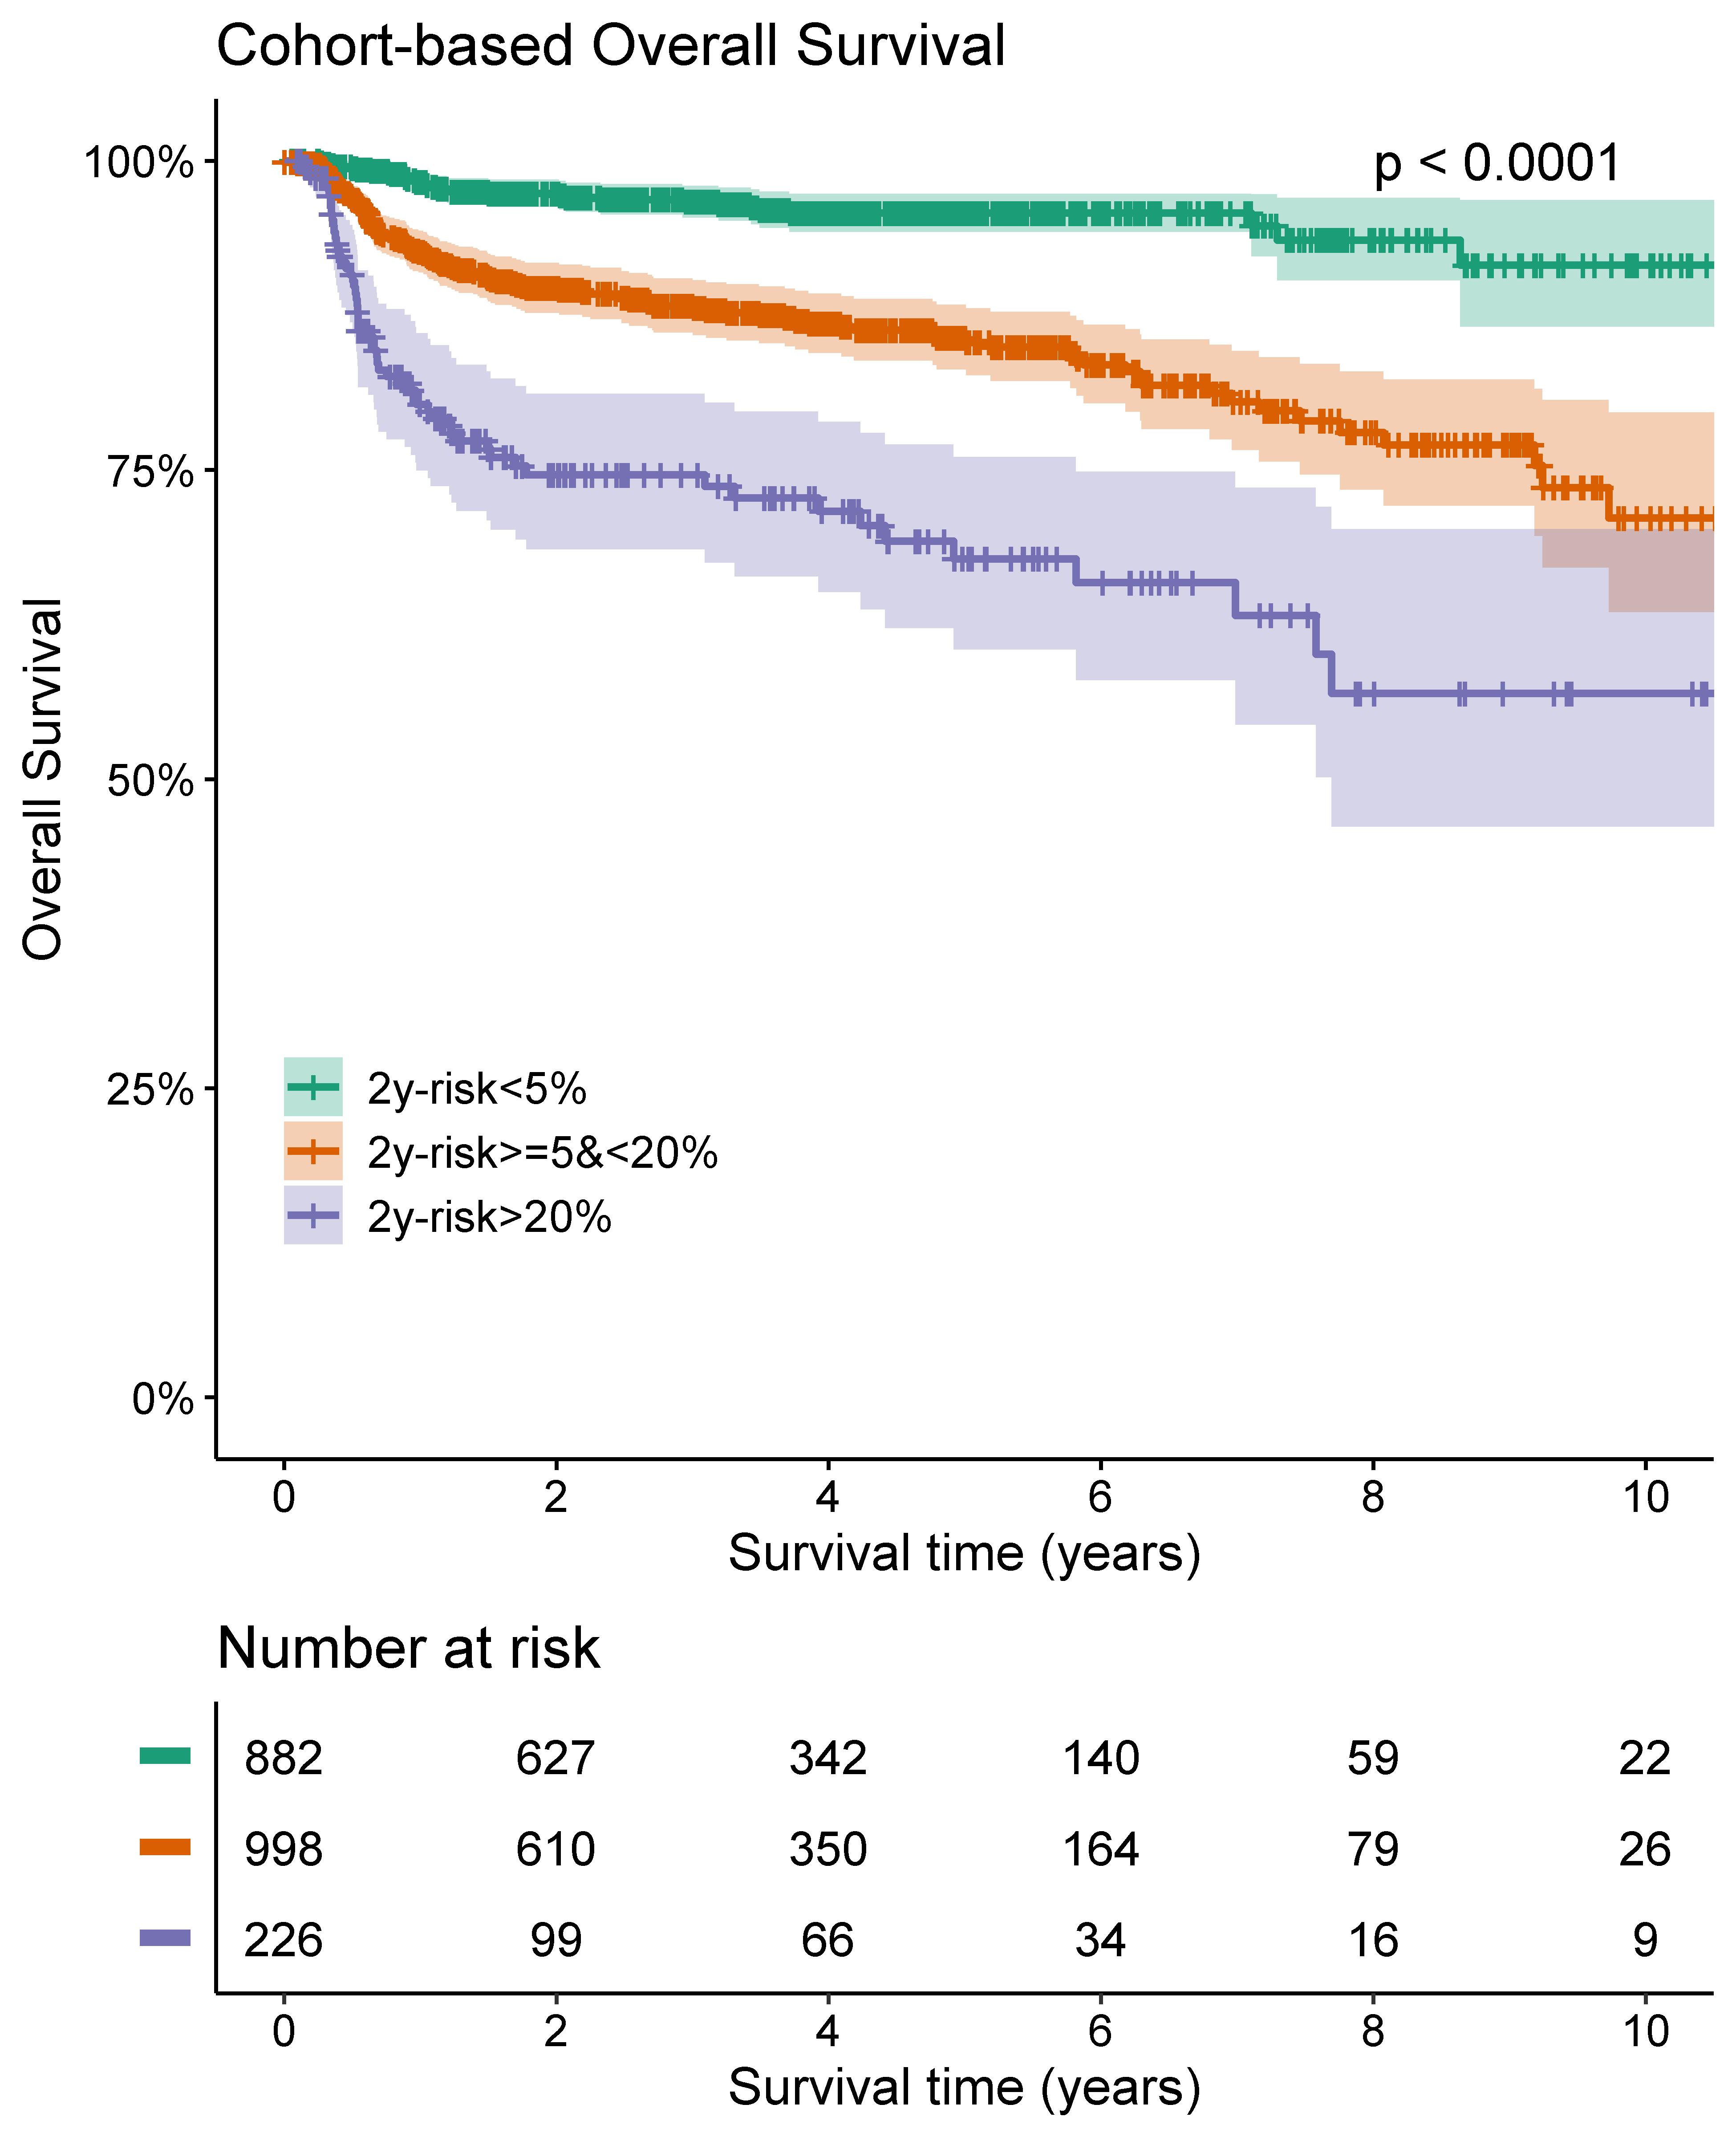 Cohort-based Overall Survival
100%
75%
50%
25%
0%
Overall Survival
p < 0.0001
2y-risk<5%
2y-risk>=5&<20%
2y-risk>20%
0 2 4 6 8 10
Survival time (years)
Number at risk
882 627 342 140 59 22
998 610 350 164 79 26
226 99 66 34 16 9
0 2 4 6 8 10
Survival time (years)